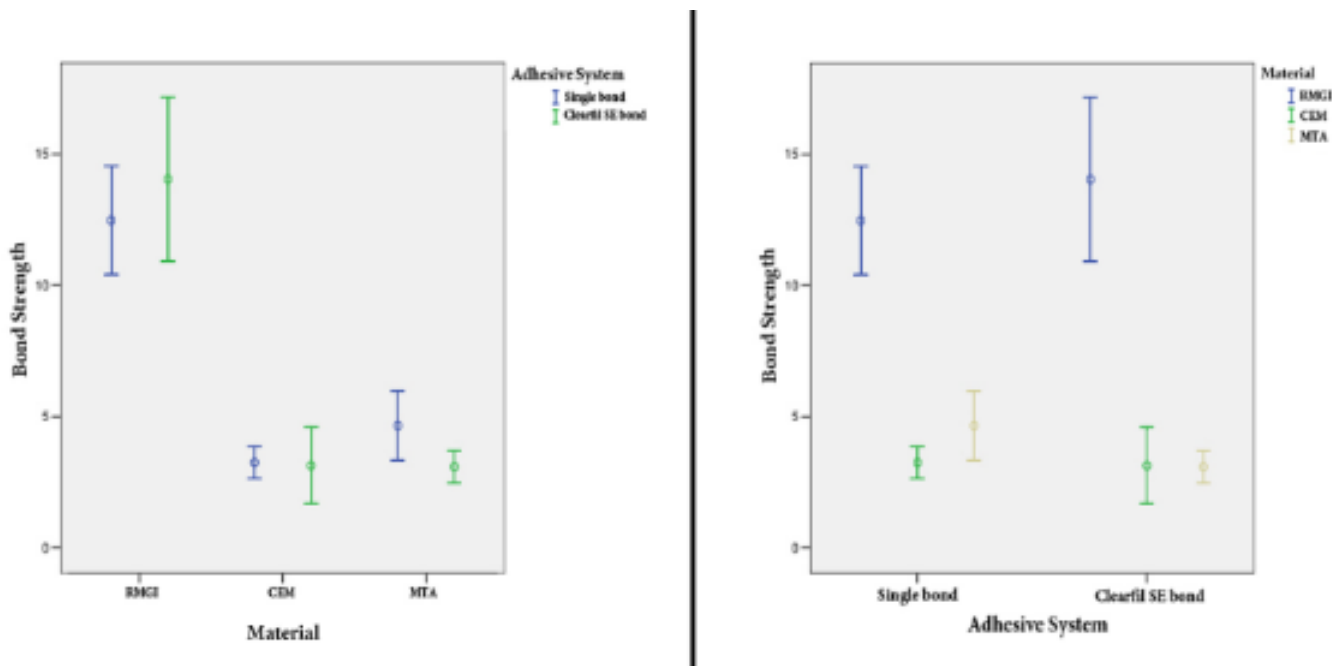 Adhesive System
Single bond
Clearfil SE bond
15
10
5
0
Bond Strength
RMGI
CEM
MTA
Material
Material
RMGI
CEM
MTA
15
10
5
0
Bond Strength
Single bond
Clearfil SE bond
Adhesive System